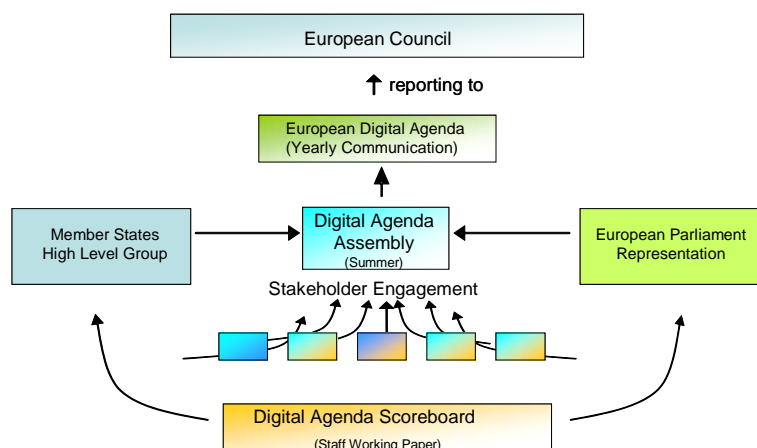 European Council
reporting to
European Digital Agenda
(Yearly Communication)
Member States
High Level Group
Digital Agenda
Assembly
(Summer)
European Parliament
Representation
Stakeholder Engagement
Digital Agenda Scoreboard
(Staff Working Paper)